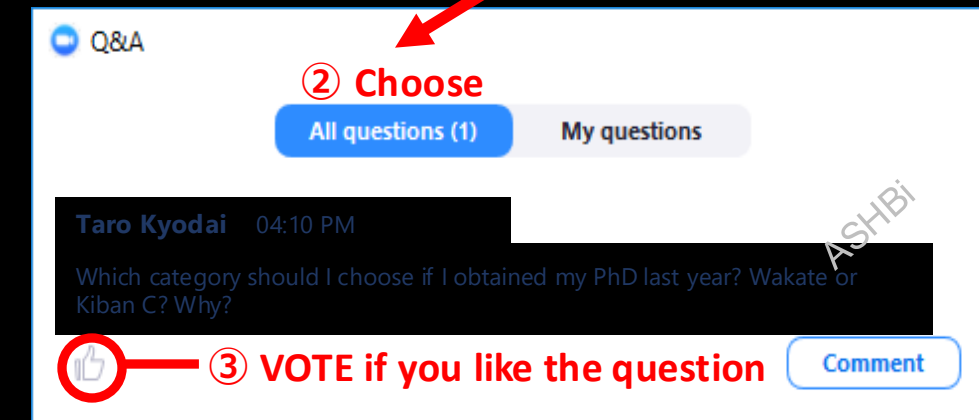 Q&A
② Choose
All questions (1) My questions
ASHBi
Taro Kyodai 04:10 PM
Which category should I choose if I obtained my PhD last year? Wakate or
Kiban C? Why?
③ VOTE if you like the question
Comment